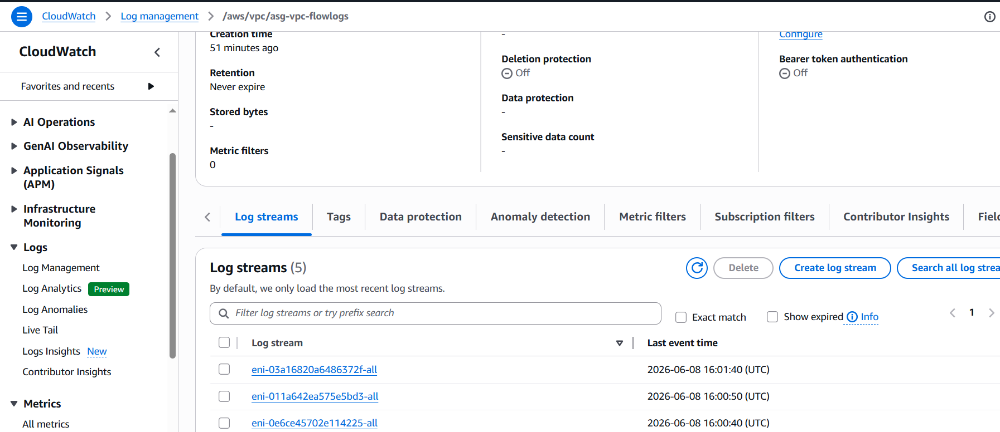 CloudWatch > Log management > /aws/vpc/asg-vpc-flowlogs
CloudWatch
Favorites and recents
AI Operations
GenAI Observability
Application Signals
(APM)
Infrastructure
Monitoring
Logs
Log Management
Log Analytics Preview
Log Anomalies
Live Tail
Logs Insights New
Contributor Insights
Metrics
All metrics
Creation time
51 minutes ago
Retention
Never expire
Stored bytes
-
Metric filters
0
-
Deletion protection
Off
Data protection
-
Sensitive data count
-
Configure
Bearer token authentication
Off
Log streams Tags Data protection Anomaly detection Metric filters Subscription filters Contributor Insights Fiel
Log streams (5)
Delete Create log stream Search all log strea
By default, we only load the most recent log streams.
Filter log streams or try prefix search
Exact match Show expired Info
1
Log stream Last event time
eni-03a16820a6486372f-all 2026-06-08 16:01:40 (UTC)
eni-011a642ea575e5bd3-all 2026-06-08 16:00:50 (UTC)
eni-0e6ce45702e114225-all 2026-06-08 16:00:40 (UTC)